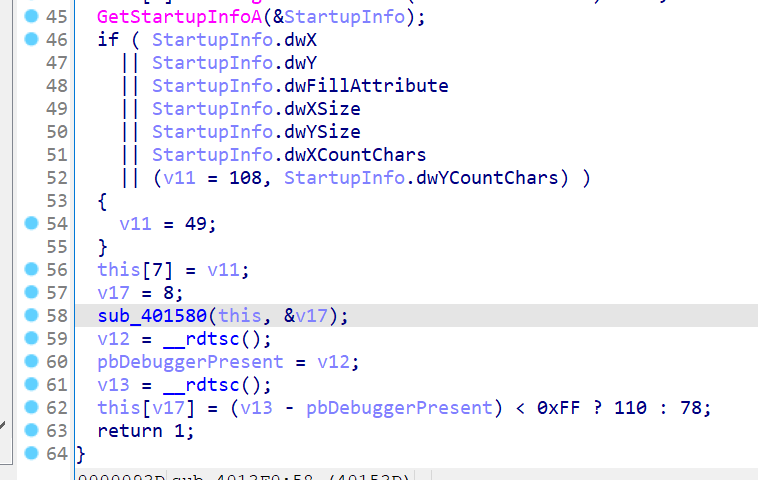 45 GetStartupInfoA(&StartupInfo);
46 if ( StartupInfo.dwX
47 || StartupInfo.dwY
48 || StartupInfo.dwFillAttribute
49 || StartupInfo.dwXSize
50 || StartupInfo.dwYSize
51 || StartupInfo.dwXCountChars
52 || (v11 = 108, StartupInfo.dwYCountChars) )
53 {
54 v11 = 49;
55 }
56 this[7] = v11;
57 v17 = 8;
58 sub_401580(this, &v17);
59 v12 = __rdtsc();
60 pbDebuggerPresent = v12;
61 v13 = __rdtsc();
62 this[v17] = (v13 - pbDebuggerPresent) < 0xFF ? 110 : 78;
63 return 1;
64 }